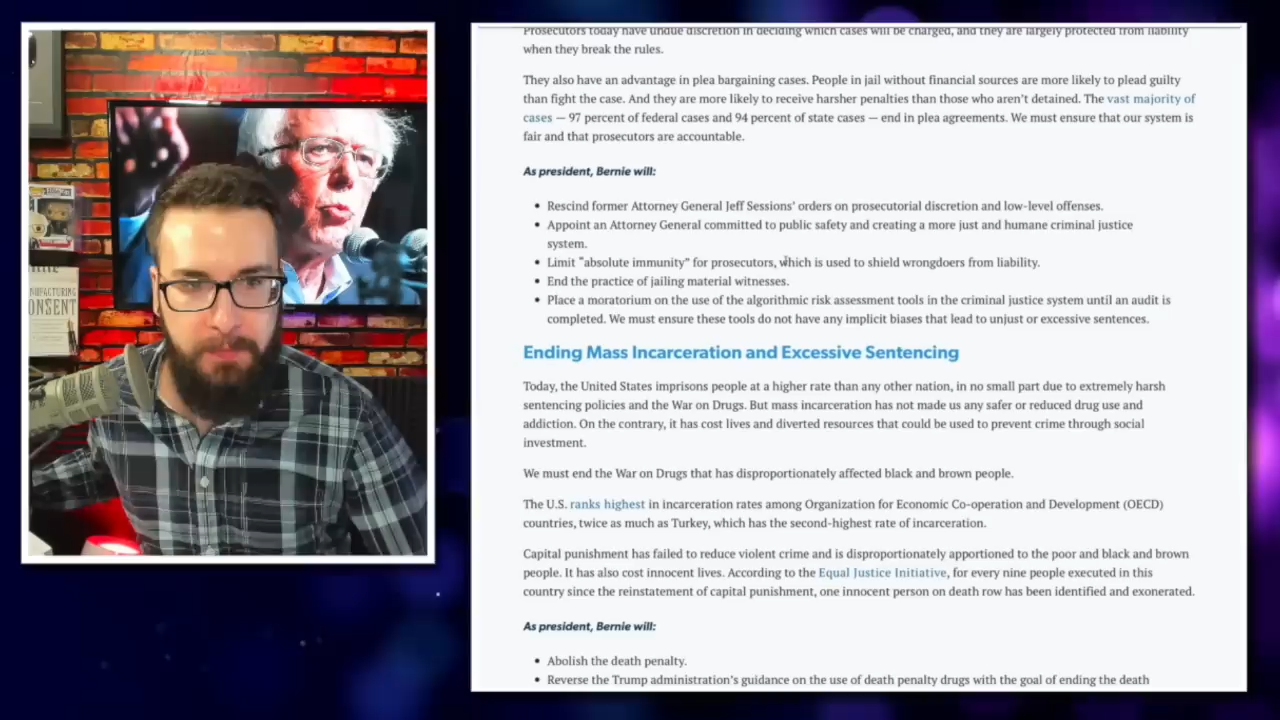 NUFACTURING
ONSENT
Prosecutors today have undue discretion in deciding which cases will be charged, and they are largely protected from liability
when they break the rules.
They also have an advantage in plea bargaining cases. People in jail without financial sources are more likely to plead guilty
than fight the case. And they are more likely to receive harsher penalties than those who aren’t detained. The vast majority of
cases — 97 percent of federal cases and 94 percent of state cases — end in plea agreements. We must ensure that our system is
fair and that prosecutors are accountable.
As president, Bernie will:
• Rescind former Attorney General Jeff Sessions’ orders on prosecutorial discretion and low-level offenses.
• Appoint an Attorney General committed to public safety and creating a more just and humane criminal justice
system.
• Limit “absolute immunity” for prosecutors, which is used to shield wrongdoers from liability.
• End the practice of jailing material witnesses.
• Place a moratorium on the use of the algorithmic risk assessment tools in the criminal justice system until an audit is
completed. We must ensure these tools do not have any implicit biases that lead to unjust or excessive sentences.
Ending Mass Incarceration and Excessive Sentencing
Today, the United States imprisons people at a higher rate than any other nation, in no small part due to extremely harsh
sentencing policies and the War on Drugs. But mass incarceration has not made us any safer or reduced drug use and
addiction. On the contrary, it has cost lives and diverted resources that could be used to prevent crime through social
investment.
We must end the War on Drugs that has disproportionately affected black and brown people.
The U.S. ranks highest in incarceration rates among Organization for Economic Co-operation and Development (OECD)
countries, twice as much as Turkey, which has the second-highest rate of incarceration.
Capital punishment has failed to reduce violent crime and is disproportionately apportioned to the poor and black and brown
people. It has also cost innocent lives. According to the Equal Justice Initiative, for every nine people executed in this
country since the reinstatement of capital punishment, one innocent person on death row has been identified and exonerated.
As president, Bernie will:
• Abolish the death penalty.
• Reverse the Trump administration’s guidance on the use of death penalty drugs with the goal of ending the death